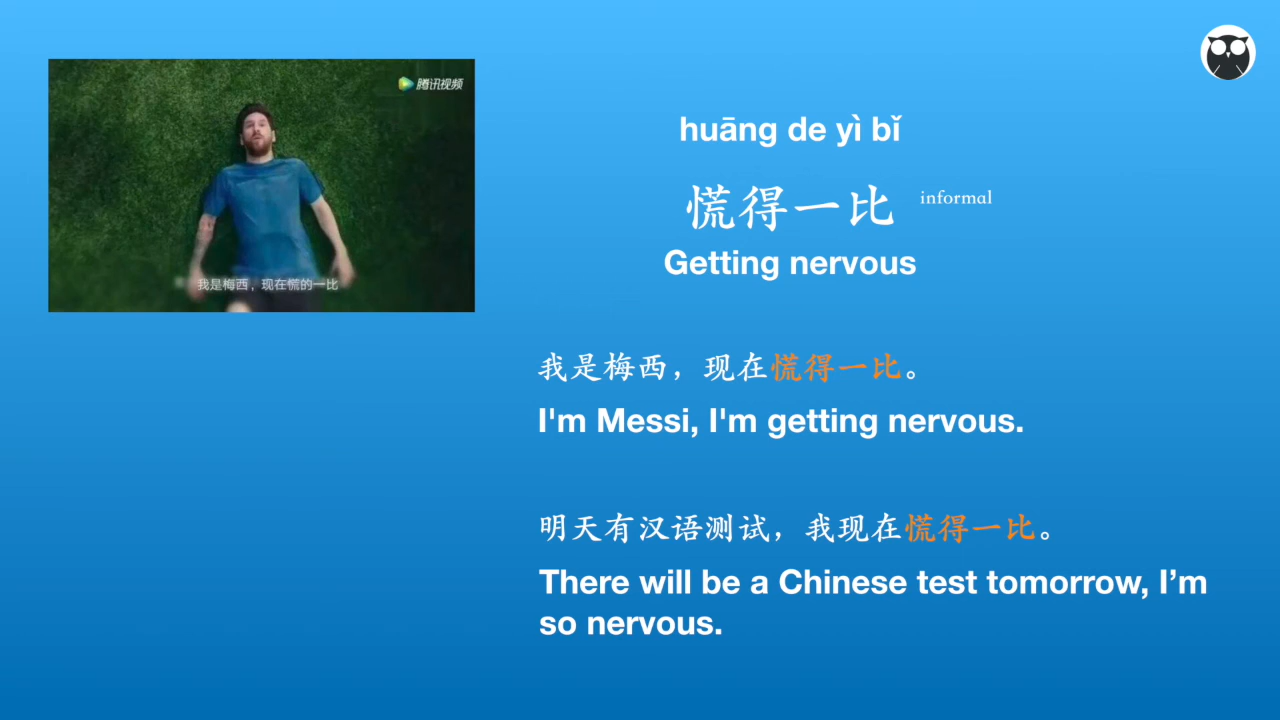 腾讯视频
我是梅西，现在慌的一比
huāng de yì bǐ
慌得一比 informal
Getting nervous
我是梅西，现在慌得一比。
I'm Messi, I'm getting nervous.
明天有汉语测试，我现在慌得一比。
There will be a Chinese test tomorrow, I’m
so nervous.